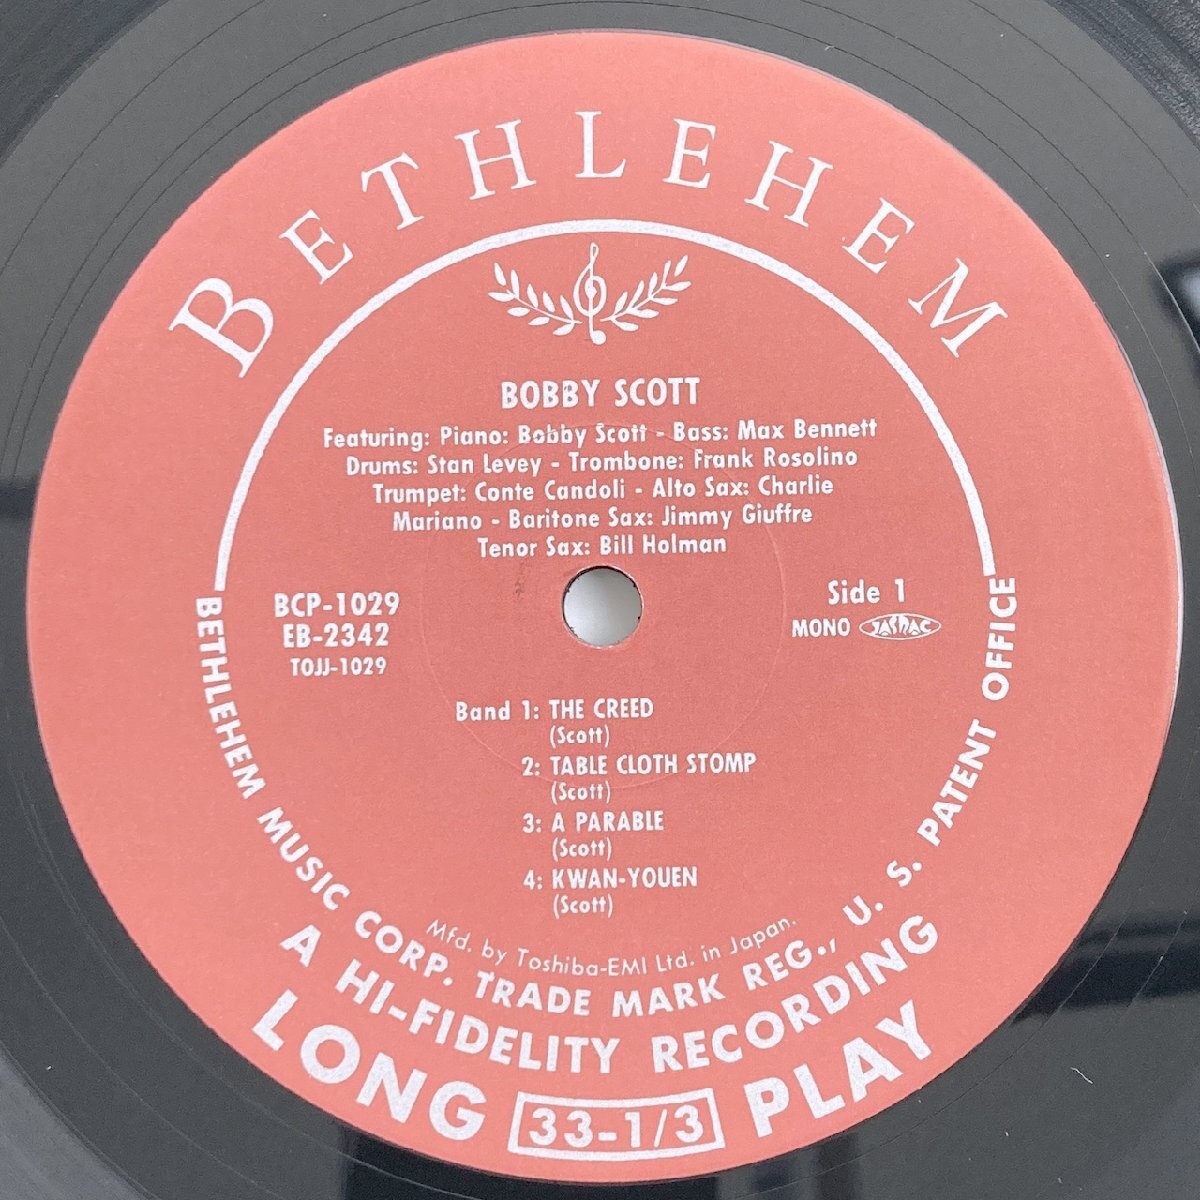 BETHLEHEM
BOBBY SCOTT
Featuring: Piano: Bobby Scott - Bass: Max Bennett
Drums: Stan Levey - Trombone: Frank Rosolino
Trumpet: Conte Candoli - Alto Sax: Charlie
Mariano - Baritone Sax: Jimmy Giuffre
Tenor Sax: Bill Holman
BCP-1029
EB-2342
TOJJ-1029
Side 1
MONO JASRAC
Band 1: THE CREED
(Scott)
2: TABLE CLOTH STOMP
(Scott)
3: A PARABLE
(Scott)
4: KWAN-YOUEN
(Scott)
Mfd. by Toshiba-EMI Ltd. in Japan.
BETHLEHEM MUSIC CORP. TRADE MARK REG., U. S. PATENT OFFICE
A HI-FIDELITY RECORDING
LONG 33-1/3 PLAY